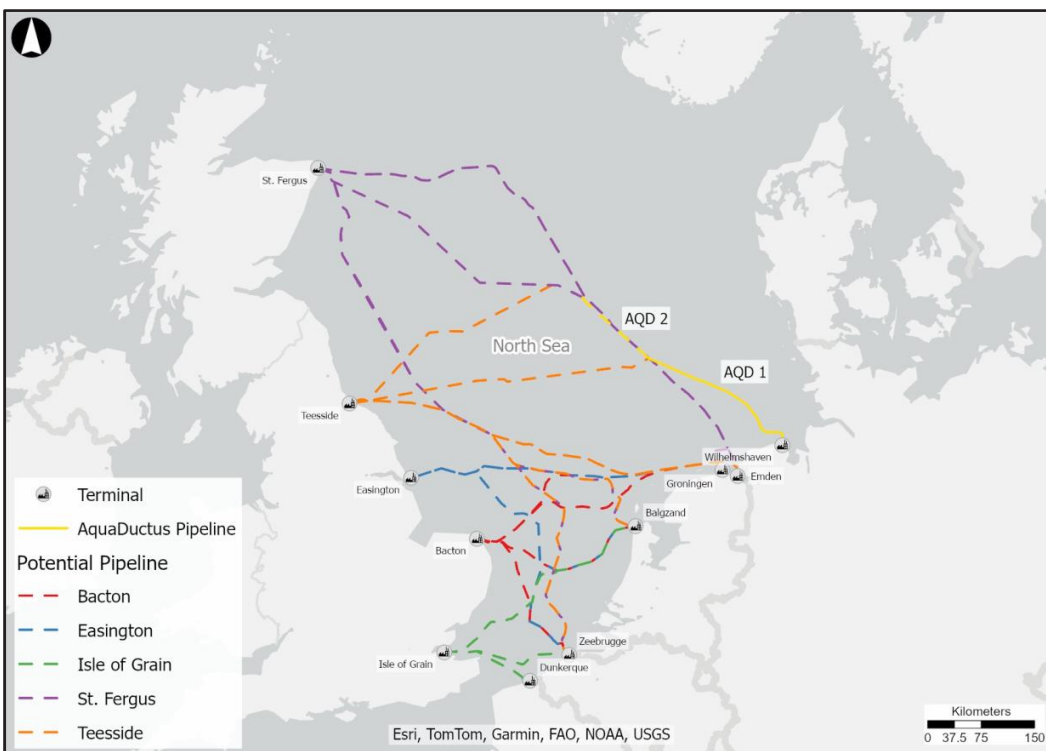 St. Fergus
AQD 2
North Sea
AQD 1
Teesside
Wilhelmshaven
Easington
Groningen
Emden
Balgzand
Bacton
Zeebrugge
Isle of Grain
Dunkerque
Terminal
AquaDuctus Pipeline
Potential Pipeline
Bacton
Easington
Isle of Grain
St. Fergus
Teesside
Esri, TomTom, Garmin, FAO, NOAA, USGS
Kilometers
0 37.5 75 150